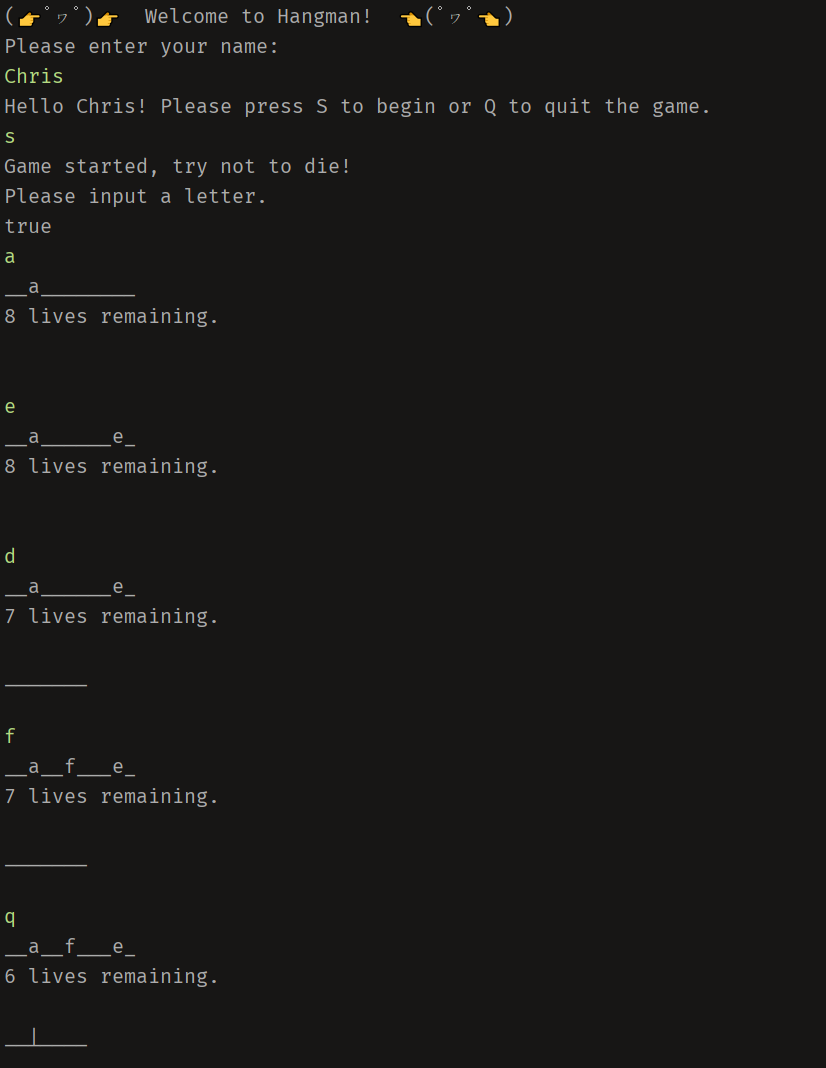 (👉ﾟヮﾟ)👉  Welcome to Hangman!  👈(ﾟヮﾟ👈)
Please enter your name:
Chris
Hello Chris! Please press S to begin or Q to quit the game.
s
Game started, try not to die!
Please input a letter.
true
a
__a________
8 lives remaining.
e
__a______e_
8 lives remaining.
d
__a______e_
7 lives remaining.
_______
f
__a__f___e_
7 lives remaining.
_______
q
__a__f___e_
6 lives remaining.
__|____